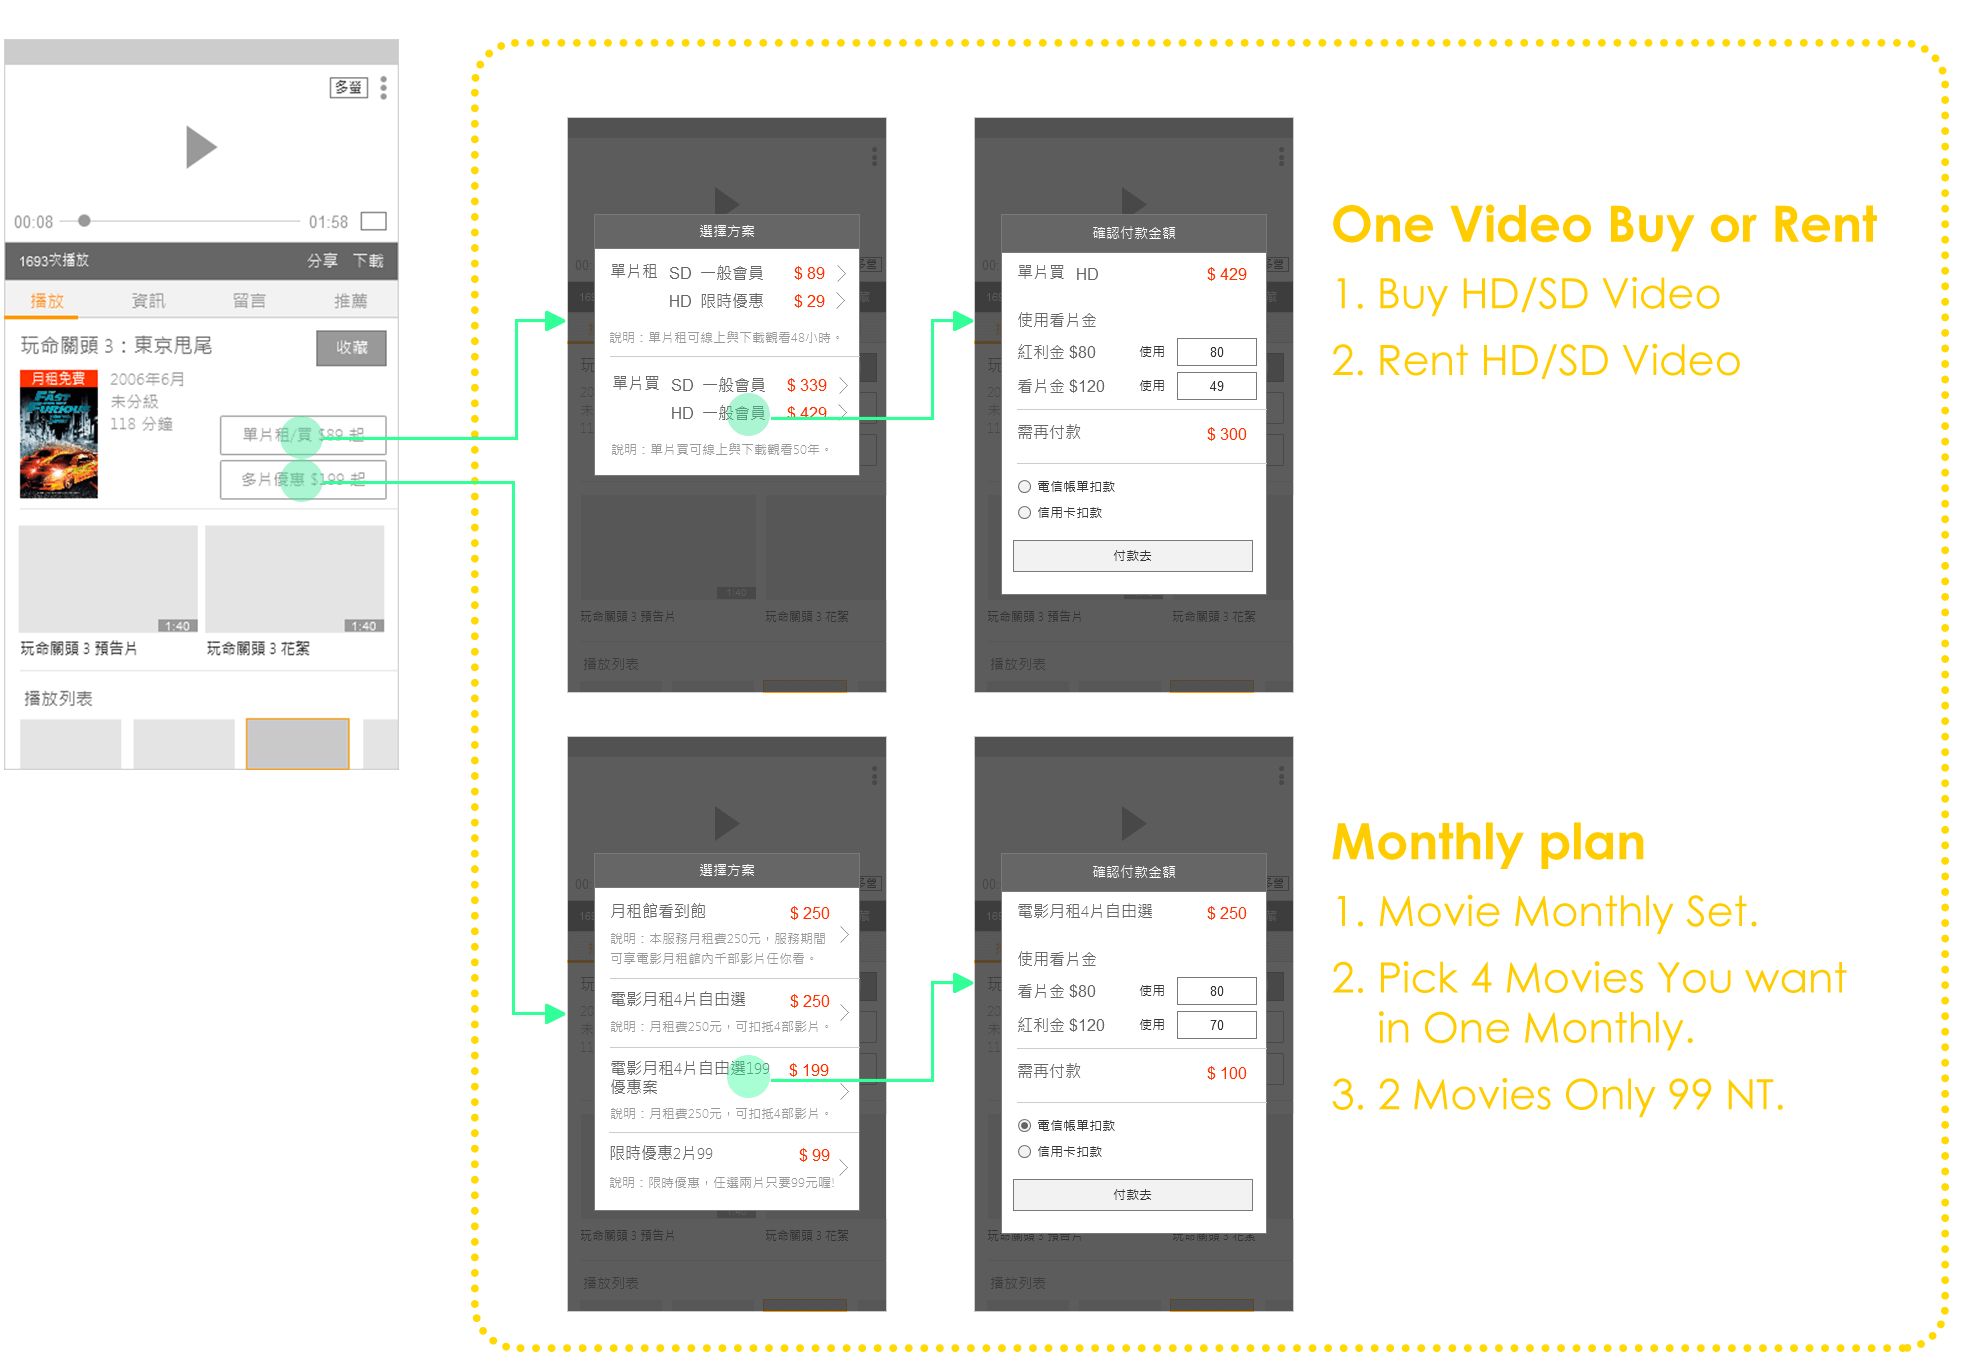 多螢
00:08
01:58
1693次播放
分享 下載
播放 資訊 留言 推薦
玩命關頭 3：東京甩尾
收藏
月租免費
FAST FURIOUS
2006年6月
未分級
118 分鐘
單片租/買 $89 起
多片優惠 $199 起
1:40
1:40
玩命關頭 3 預告片
玩命關頭 3 花絮
播放列表
選擇方案
單片租 SD 一般會員 $ 89
HD 限時優惠 $ 29
說明：單片租可線上與下載觀看48小時。
單片買 SD 一般會員 $ 339
HD 一般會員 $ 429
說明：單片買可線上與下載觀看50年。
1:40
玩命關頭 3 預告片
玩命關頭 3 花絮
播放列表
確認付款金額
單片買 HD $ 429
使用看片金
紅利金 $80 使用 80
看片金 $120 使用 49
需再付款 $ 300
電信帳單扣款
信用卡扣款
付款去
玩命關頭 3 預告片
玩命關頭 3 花絮
播放列表
One Video Buy or Rent
1. Buy HD/SD Video
2. Rent HD/SD Video
選擇方案
月租館看到飽 $ 250
說明：本服務月租費250元，服務期間
可享電影月租館內千部影片任你看。
電影月租4片自由選 $ 250
說明：月租費250元，可扣抵4部影片。
電影月租4片自由選199 $ 199
優惠案
說明：月租費250元，可扣抵4部影片。
限時優惠2片99 $ 99
說明：限時優惠，任選兩片只要99元喔!
玩命關頭 3 預告片
玩命關頭 3 花絮
播放列表
確認付款金額
電影月租4片自由選 $ 250
使用看片金
看片金 $80 使用 80
紅利金 $120 使用 70
需再付款 $ 100
電信帳單扣款
信用卡扣款
付款去
玩命關頭 3 預告片
玩命關頭 3 花絮
播放列表
Monthly plan
1. Movie Monthly Set.
2. Pick 4 Movies You want
in One Monthly.
3. 2 Movies Only 99 NT.